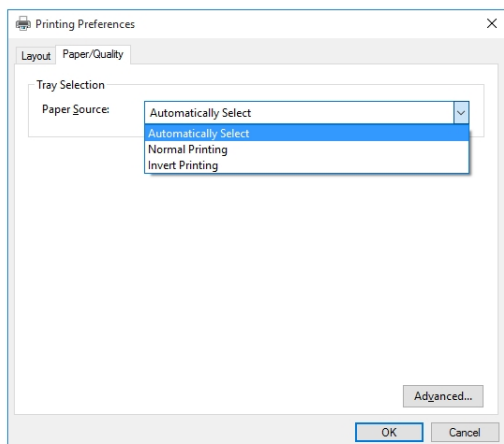 Printing Preferences
Layout Paper/Quality
Tray Selection
Paper Source: Automatically Select
Automatically Select
Normal Printing
Invert Printing
Advanced...
OK Cancel